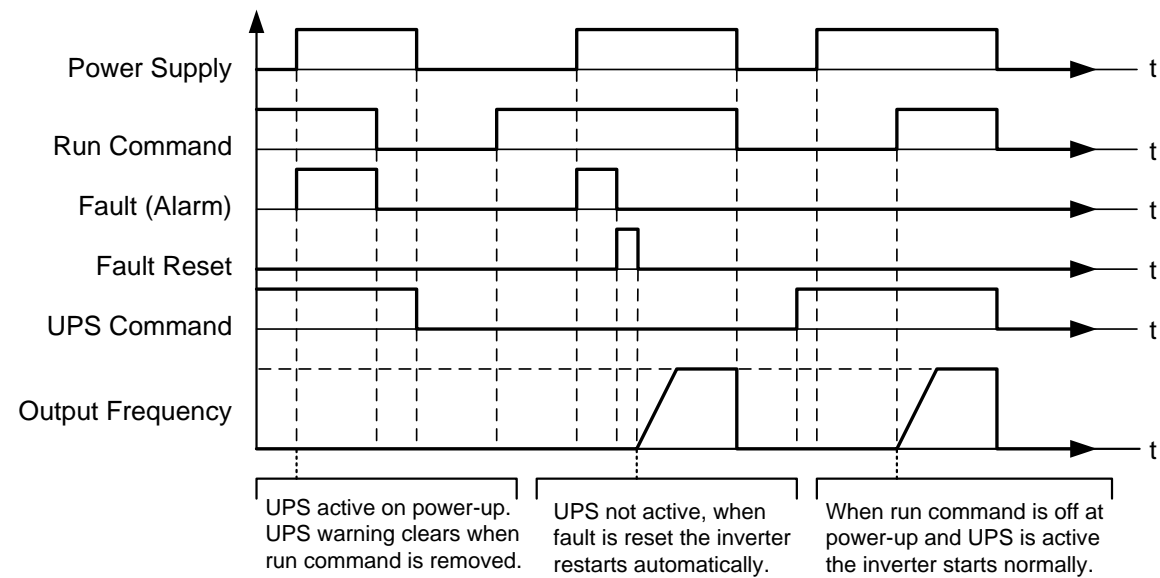 Power Supply
t
Run Command
t
Fault (Alarm)
t
Fault Reset
t
UPS Command
t
Output Frequency
t
UPS active on power-up.
UPS warning clears when
run command is removed.
UPS not active, when
fault is reset the inverter
restarts automatically.
When run command is off at
power-up and UPS is active
the inverter starts normally.